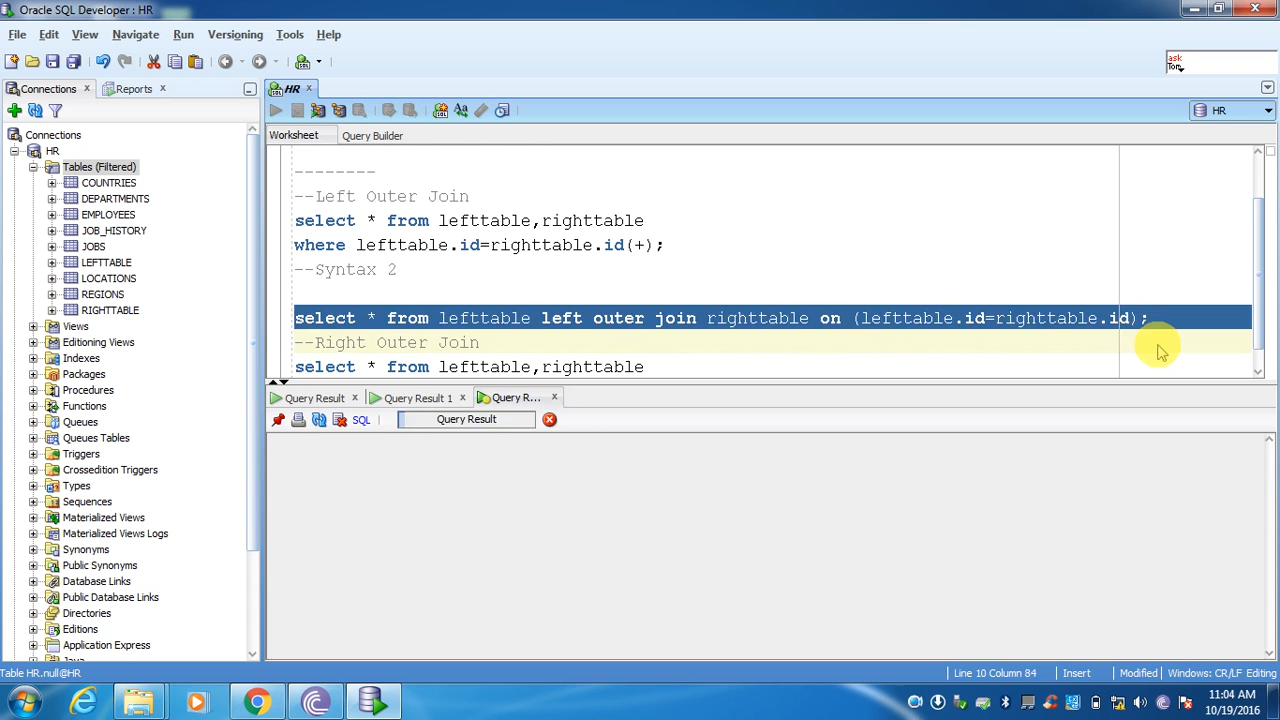 Oracle SQL Developer : HR
File Edit View Navigate Run Versioning Tools Help
ask
Tom
Connections
Reports
HR
HR
Worksheet
Query Builder
Connections
HR
Tables (Filtered)
COUNTRIES
DEPARTMENTS
EMPLOYEES
JOB_HISTORY
JOBS
LEFTTABLE
LOCATIONS
REGIONS
RIGHTTABLE
Views
Editioning Views
Indexes
Packages
Procedures
Functions
Queues
Queues Tables
Triggers
Crossedition Triggers
Types
Sequences
Materialized Views
Materialized Views Logs
Synonyms
Public Synonyms
Database Links
Public Database Links
Directories
Editions
Application Express
Java
--------
--Left Outer Join
select * from lefttable,righttable
where lefttable.id=righttable.id(+);
--Syntax 2
select * from lefttable left outer join righttable on (lefttable.id=righttable.id);
--Right Outer Join
select * from lefttable,righttable
Query Result
Query Result 1
Query R...
SQL
Query Result
Table HR.null@HR
Line 10 Column 84
Insert
Modified
Windows: CR/LF Editing
11:04 AM
10/19/2016